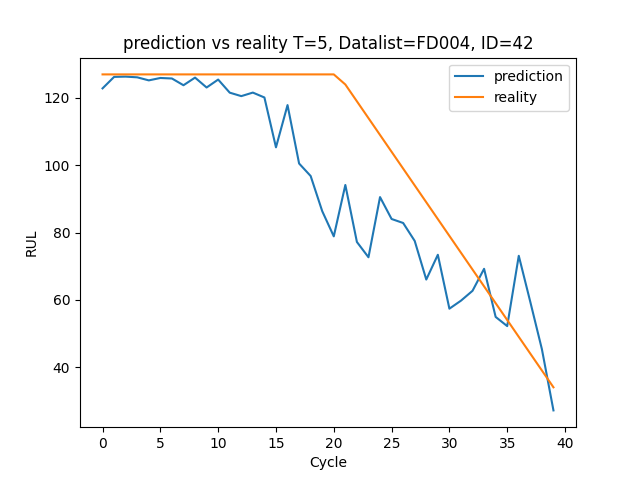 prediction vs reality T=5, Datalist=FD004, ID=42
prediction
reality
120
100
80
60
40
RUL
0 5 10 15 20 25 30 35 40
Cycle